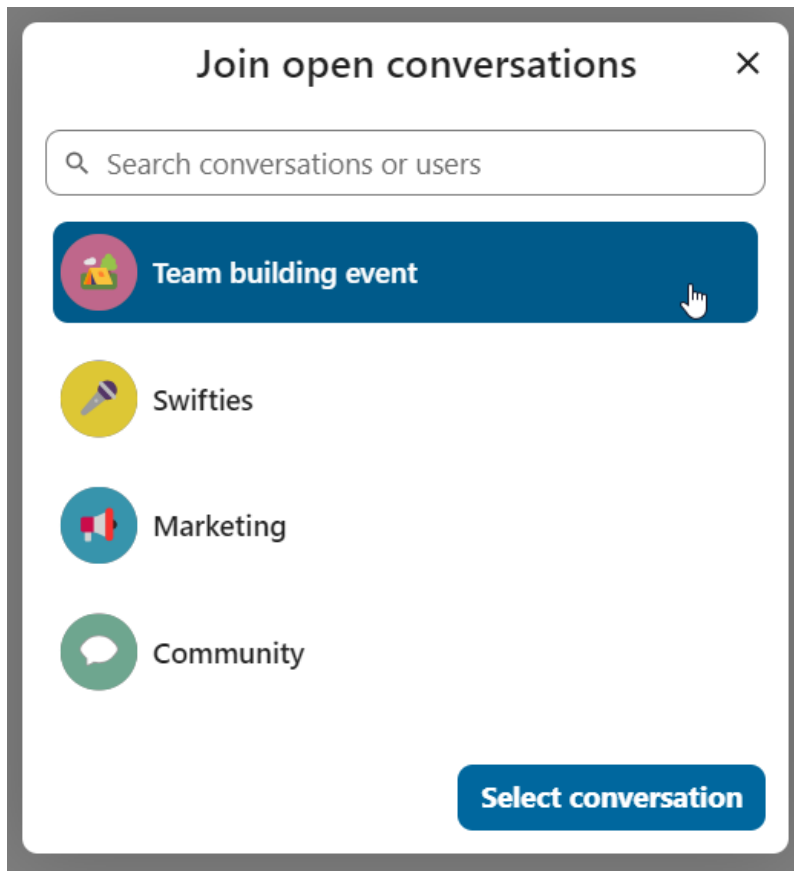 Join open conversations
Search conversations or users
Team building event
Swifties
Marketing
Community
Select conversation